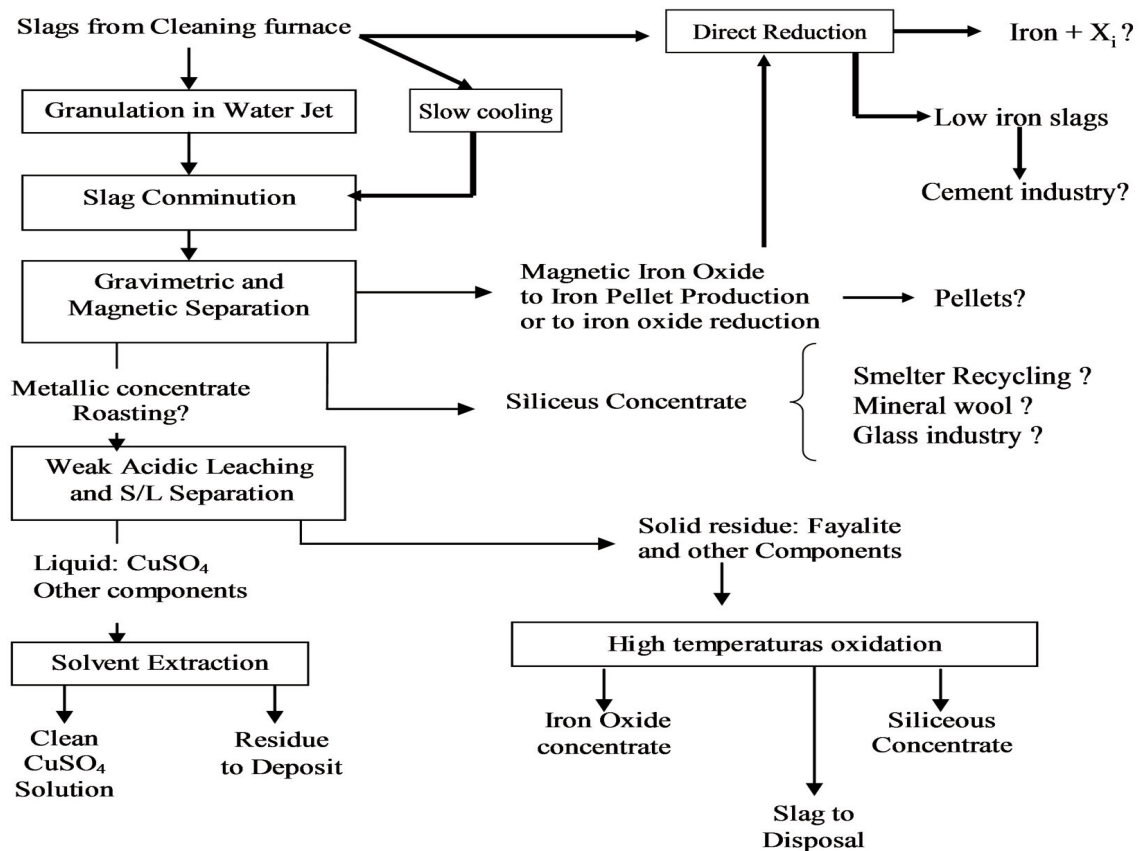 Slags from Cleaning furnace
Direct Reduction
Iron + Xi ?
Granulation in Water Jet
Slow cooling
Low iron slags
Slag Conminution
Cement industry?
Gravimetric and
Magnetic Separation
Magnetic Iron Oxide
to Iron Pellet Production
or to iron oxide reduction
Pellets?
Metallic concentrate
Roasting?
Siliceus Concentrate
Smelter Recycling ?
Mineral wool ?
Glass industry ?
Weak Acidic Leaching
and S/L Separation
Solid residue: Fayalite
and other Components
Liquid: CuSO4
Other components
High temperaturas oxidation
Solvent Extraction
Iron Oxide
concentrate
Siliceous
Concentrate
Clean
CuSO4
Solution
Residue
to Deposit
Slag to
Disposal